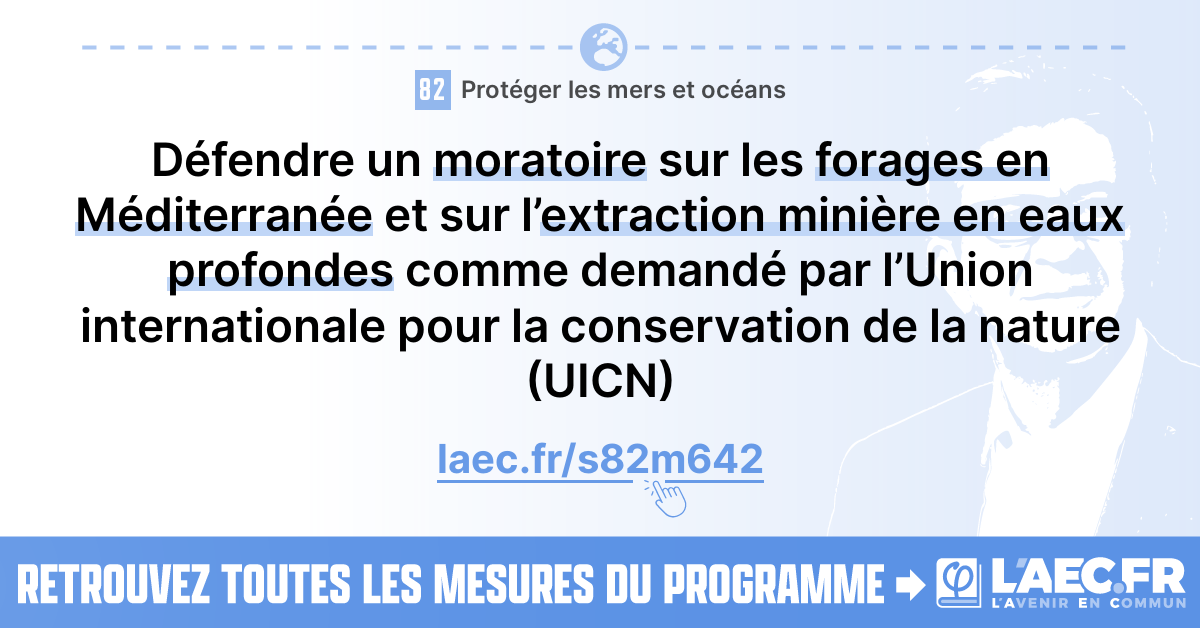 82 Protéger les mers et océans
Défendre un moratoire sur les forages en
Méditerranée et sur l’extraction minière en eaux
profondes comme demandé par l’Union
internationale pour la conservation de la nature
(UICN)
laec.fr/s82m642
RETROUVEZ TOUTES LES MESURES DU PROGRAMME
L'AEC.FR
L'AVENIR EN COMMUN